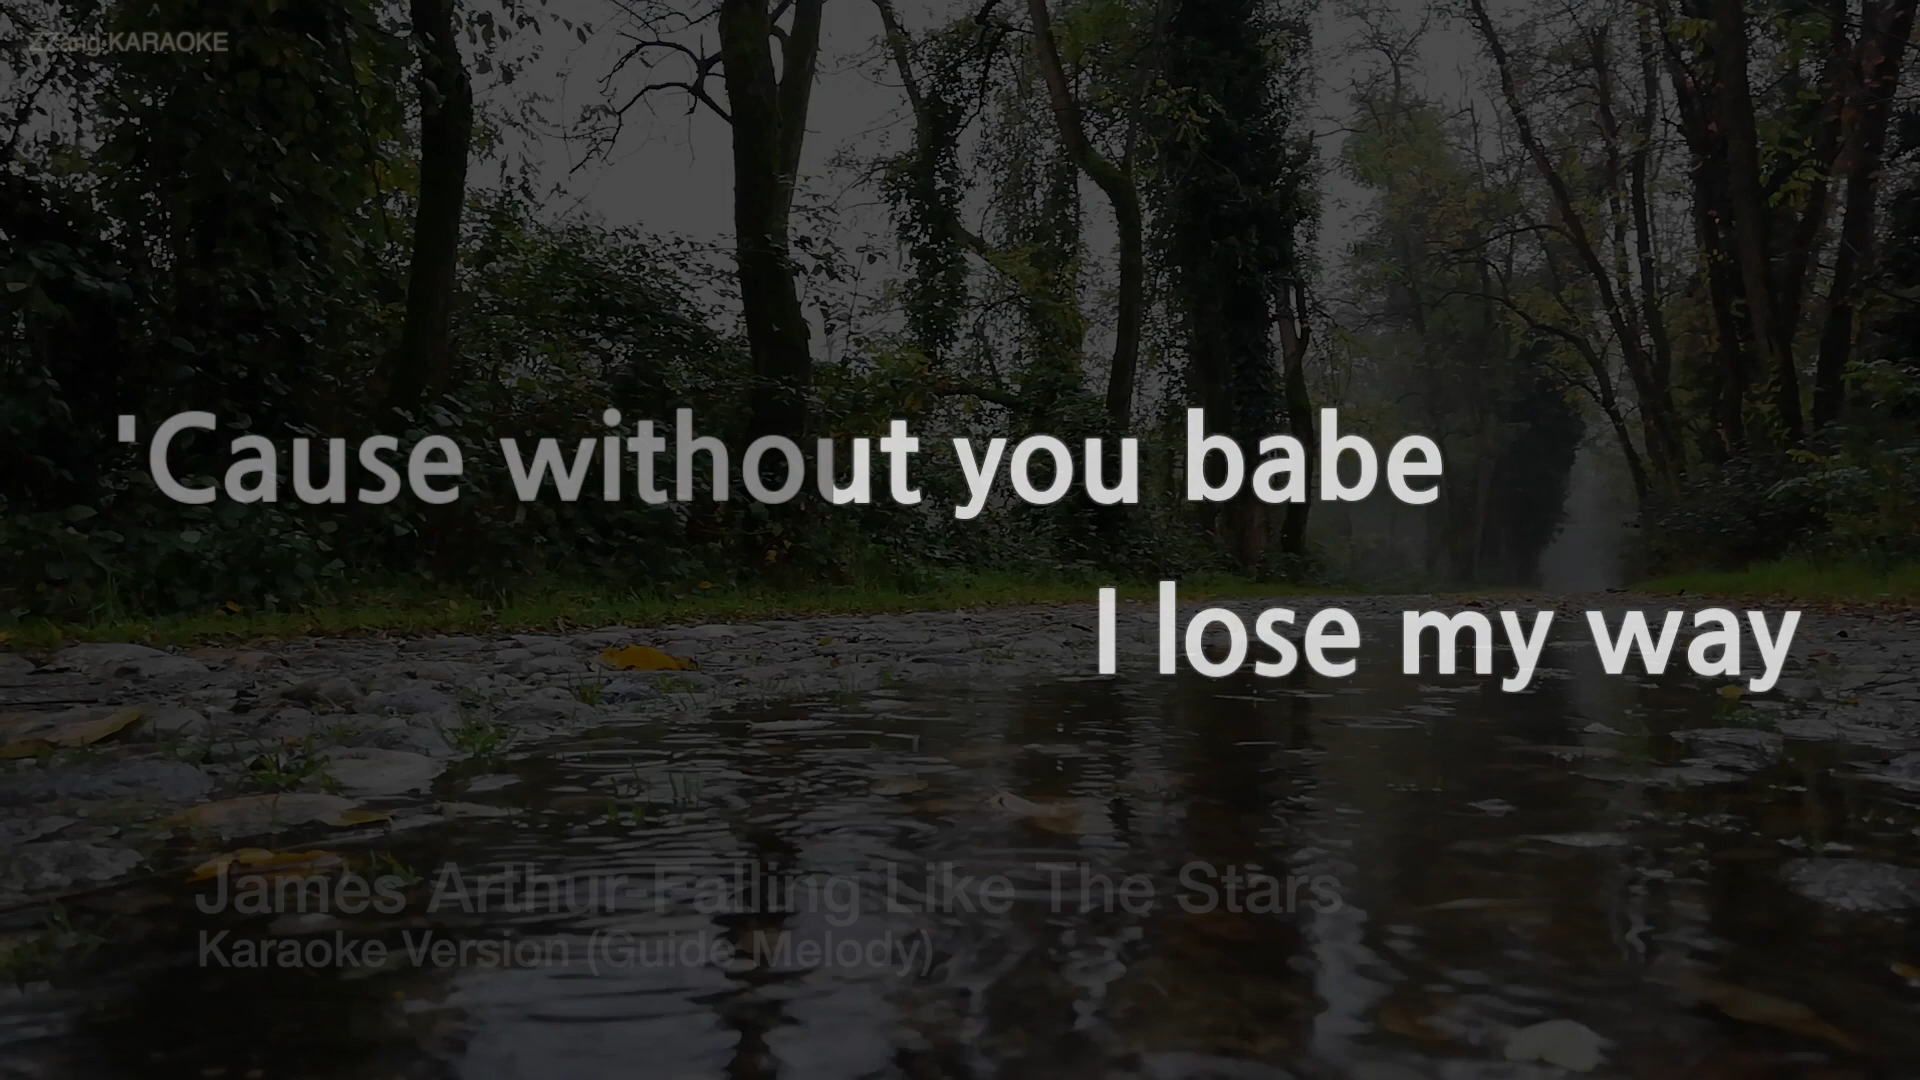 ZZang KARAOKE
'Cause without you babe
I lose my way
James Arthur-Falling Like The Stars
Karaoke Version (Guide Melody)